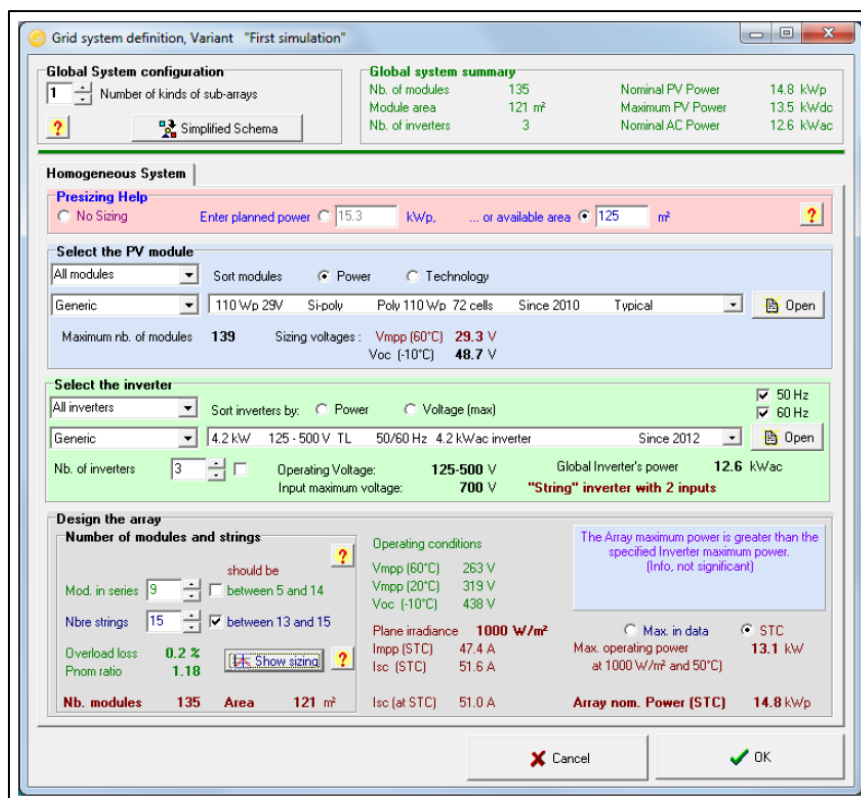 Grid system definition, Variant "First simulation"
Global System configuration
1 Number of kinds of sub-arrays
? Simplified Schema
Global system summary
Nb. of modules 135 Nominal PV Power 14.8 kWp
Module area 121 m² Maximum PV Power 13.5 kWdc
Nb. of inverters 3 Nominal AC Power 12.6 kWac
Homogeneous System
Presizing Help
No Sizing Enter planned power 15.3 kWp, ... or available area 125 m² ?
Select the PV module
All modules Sort modules Power Technology
Generic 110 Wp 29V Si-poly Poly 110 Wp 72 cells Since 2010 Typical Open
Maximum nb. of modules 139 Sizing voltages : Vmpp (60°C) 29.3 V
Voc (-10°C) 48.7 V
Select the inverter
50 Hz
All inverters Sort inverters by: Power Voltage (max) 60 Hz
Generic 4.2 kW 125 - 500 V TL 50/60 Hz 4.2 kWac inverter Since 2012 Open
Nb. of inverters 3 Operating Voltage: 125-500 V Global Inverter's power 12.6 kWac
Input maximum voltage: 700 V "String" inverter with 2 inputs
Design the array
Number of modules and strings
?
should be
Mod. in series 9 between 5 and 14
Nbre strings 15 between 13 and 15
Overload loss 0.2 %
Pnom ratio 1.18
Show sizing ?
Nb. modules 135 Area 121 m²
Operating conditions
Vmpp (60°C) 263 V
Vmpp (20°C) 319 V
Voc (-10°C) 438 V
Plane irradiance 1000 W/m²
Impp (STC) 47.4 A
Isc (STC) 51.6 A
Isc (at STC) 51.0 A
The Array maximum power is greater than the
specified Inverter maximum power.
(Info, not significant)
Max. in data STC
Max. operating power 13.1 kW
at 1000 W/m² and 50°C)
Array nom. Power (STC) 14.8 kWp
Cancel OK